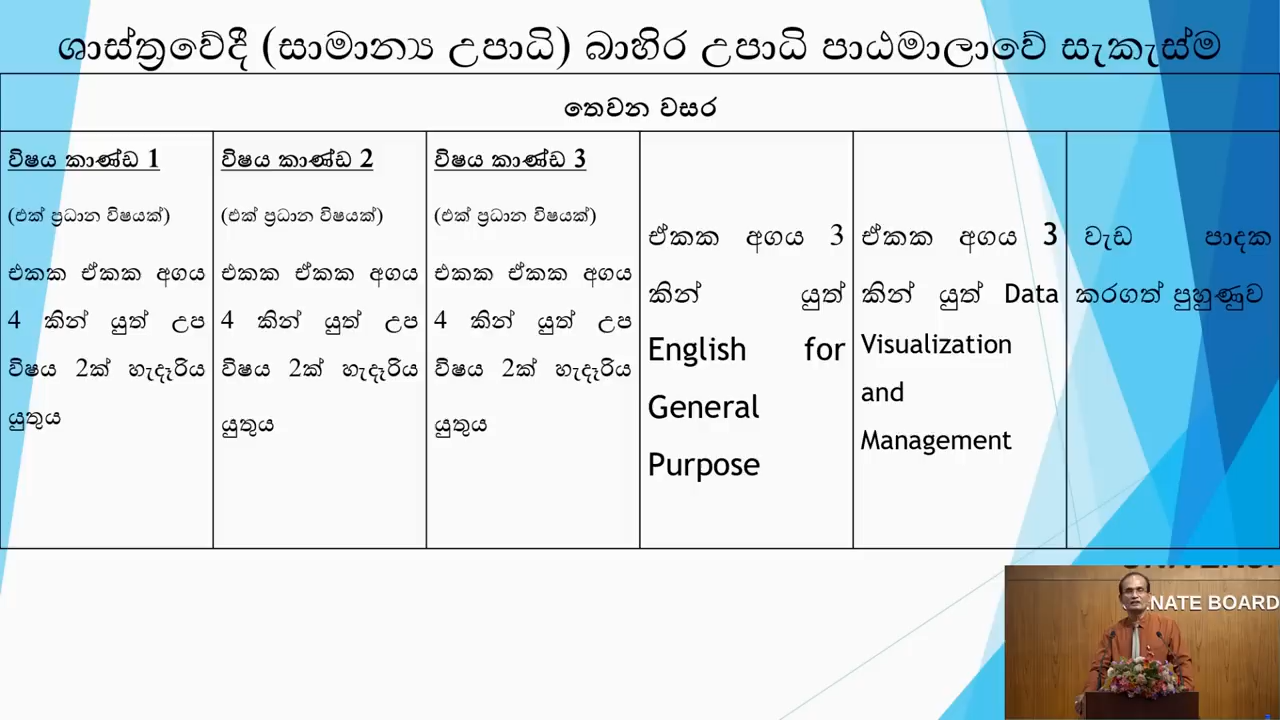 ශාස්ත්‍රවේදී (සාමාන්‍ය උපාධි) බාහිර උපාධි පාඨමාලාවේ සැකැස්ම
තෙවන වසර
විෂය කාණ්ඩ 1
(එක් ප්‍රධාන විෂයක්)
එකක ඒකක අගය
4 කින් යුත් උප
විෂය 2ක් හැදෑරිය
යුතුය
විෂය කාණ්ඩ 2
(එක් ප්‍රධාන විෂයක්)
එකක ඒකක අගය
4 කින් යුත් උප
විෂය 2ක් හැදෑරිය
යුතුය
විෂය කාණ්ඩ 3
(එක් ප්‍රධාන විෂයක්)
එකක ඒකක අගය
4 කින් යුත් උප
විෂය 2ක් හැදෑරිය
යුතුය
ඒකක අගය 3
කින් යුත්
English for
General
Purpose
ඒකක අගය 3
කින් යුත් Data
Visualization
and
Management
වැඩ පාදක
කරගත් පුහුණුව
NATE BOARD